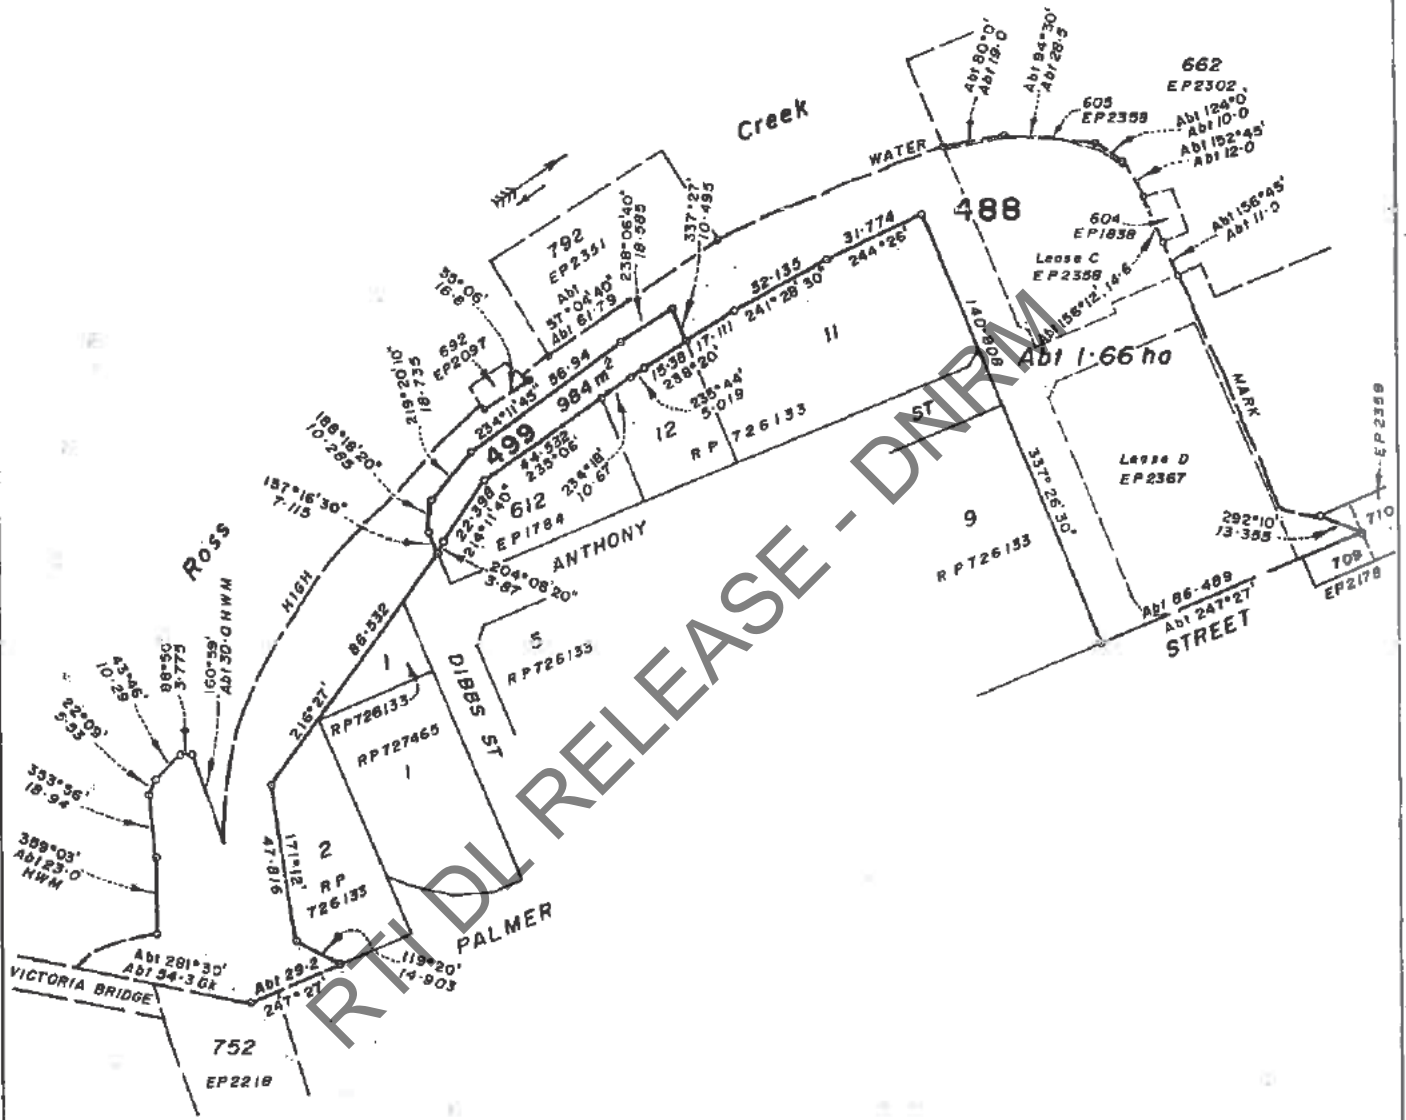 Creek
WATER
Abt 80°0'
Abt 19·0
Abt 94°30'
Abt 28·5
605
EP2359
662
EP2302
Abt 124°0'
Abt 10·0
Abt 152°45'
Abt 12·0
488
604
EP1838
Abt 156°45'
Abt 11·0
Lease C
EP2358
Abt 156°12', 14·6
Abt 1·66 ha
792
EP2351
Abt
57°04'40"
Abt 61·79
238°06'40"
18·585
337°27'
10·495
31·774
244°26'
32·135
241°28'30"
17·111
15·38
238°20'
11
140·808
55°06'
16·8
692
EP2097
219°20'10"
18·735
56·94
234°11'45"
984 m²
499
44·532
235°06'
235°44'
5·019
12
RP 726133
ST
188°18'20"
10·285
157°16'30"
7·115
22·398
214°11'40"
234°18'
10·67
612
EP1784
ANTHONY
204°08'20"
3·87
MARK
EP2359
Lease D
EP2367
337°26'30"
9
RP726133
292°10'
13·355
710
709
EP2178
Abt 86·489
Abt 247°27'
STREET
Ross
HIGH
86·532
216°27'
1
RP726133
5
RP726133
DIBBS ST
RP727465
1
160°59'
Abt 30·0 HWM
88°50'
3·775
43°46'
10·29
22°09'
5·53
353°56'
18·94
359°03'
Abt 23·0
HWM
171°12'
47·816
2
RP
726133
PALMER
119°20'
14·903
Abt 281°30'
Abt 54·3 Gk
Abt 29·2
247°27'
VICTORIA BRIDGE
752
EP2218
RTI DL RELEASE - DNRM